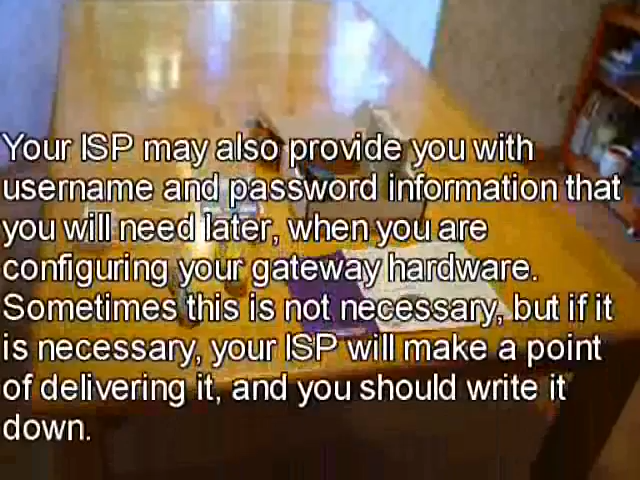 Your ISP may also provide you with
username and password information that
you will need later, when you are
configuring your gateway hardware.
Sometimes this is not necessary, but if it
is necessary, your ISP will make a point
of delivering it, and you should write it
down.